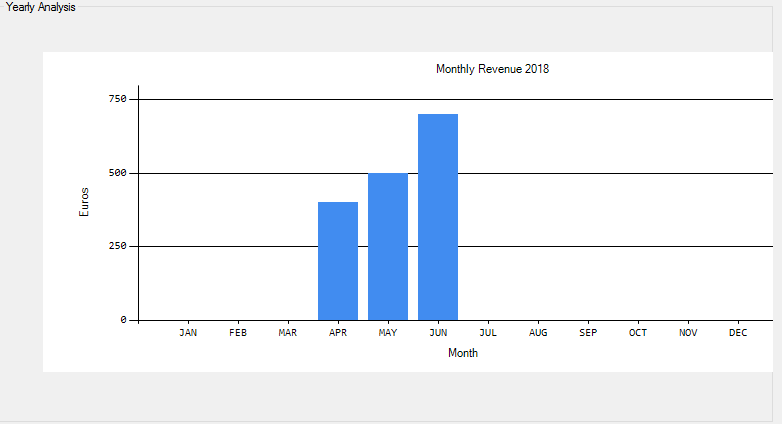 Yearly Analysis
Monthly Revenue 2018
750
500
250
0
Euros
JAN FEB MAR APR MAY JUN JUL AUG SEP OCT NOV DEC
Month